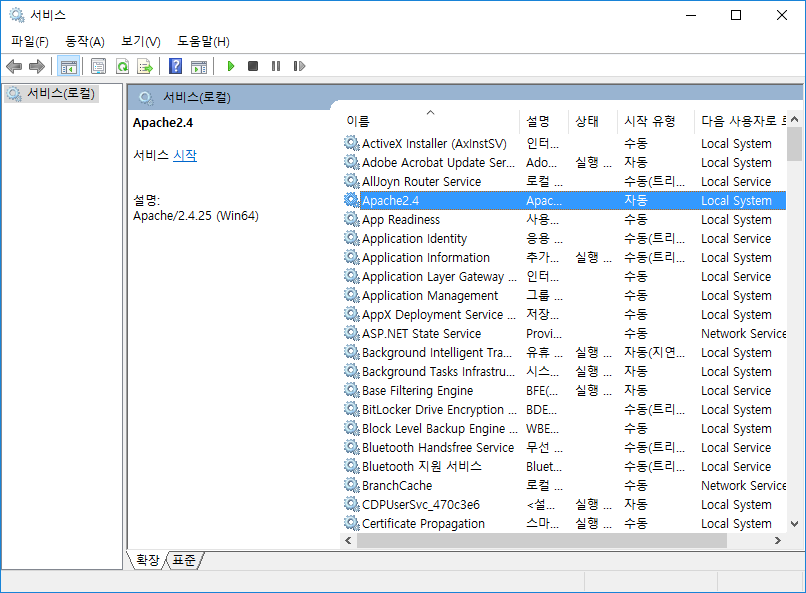 서비스
파일(F) 동작(A) 보기(V) 도움말(H)
서비스(로컬)
서비스(로컬)
Apache2.4
서비스 시작
설명:
Apache/2.4.25 (Win64)
이름 설명 상태 시작 유형 다음 사용자로 로
ActiveX Installer (AxInstSV) 인터... 수동 Local System
Adobe Acrobat Update Ser... Ado... 실행 ... 자동 Local System
AllJoyn Router Service 로컬 ... 수동(트리... Local Service
Apache2.4 Apac... 자동 Local System
App Readiness 사용... 수동 Local System
Application Identity 응용 ... 수동(트리... Local Service
Application Information 추가... 실행 ... 수동(트리... Local System
Application Layer Gateway ... 인터... 수동 Local Service
Application Management 그룹 ... 수동 Local System
AppX Deployment Service ... 저장... 수동 Local System
ASP.NET State Service Provi... 수동 Network Service
Background Intelligent Tra... 유휴 ... 실행 ... 자동(지연... Local System
Background Tasks Infrastru... 시스... 실행 ... 자동 Local System
Base Filtering Engine BFE(... 실행 ... 자동 Local Service
BitLocker Drive Encryption ... BDE... 수동(트리... Local System
Block Level Backup Engine ... WBE... 수동 Local System
Bluetooth Handsfree Service 무선 ... 수동(트리... Local Service
Bluetooth 지원 서비스 Bluet... 수동(트리... Local Service
BranchCache 로컬 ... 수동 Network Service
CDPUserSvc_470c3e6 <설... 실행 ... 자동 Local System
Certificate Propagation 스마... 실행 ... 수동 Local System
확장 표준